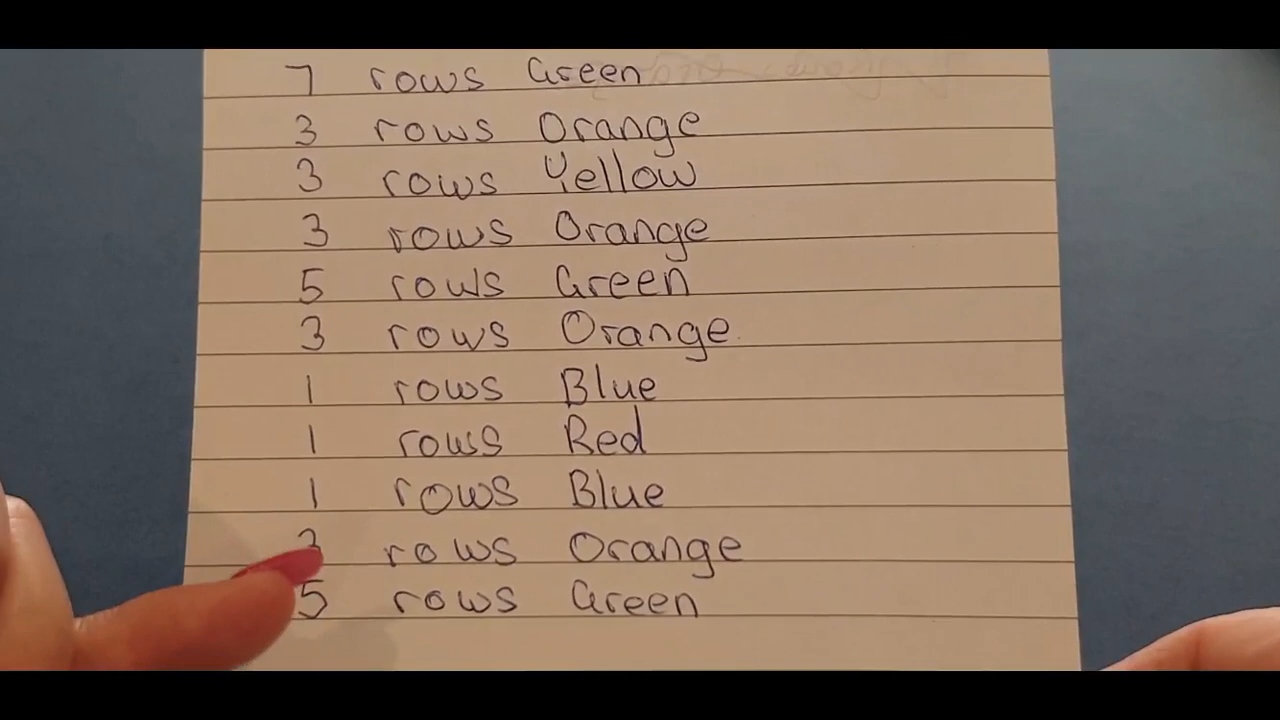 7 rows Green
3 rows Orange
3 rows Yellow
3 rows Orange
5 rows Green
3 rows Orange
1 rows Blue
1 rows Red
1 rows Blue
3 rows Orange
5 rows Green